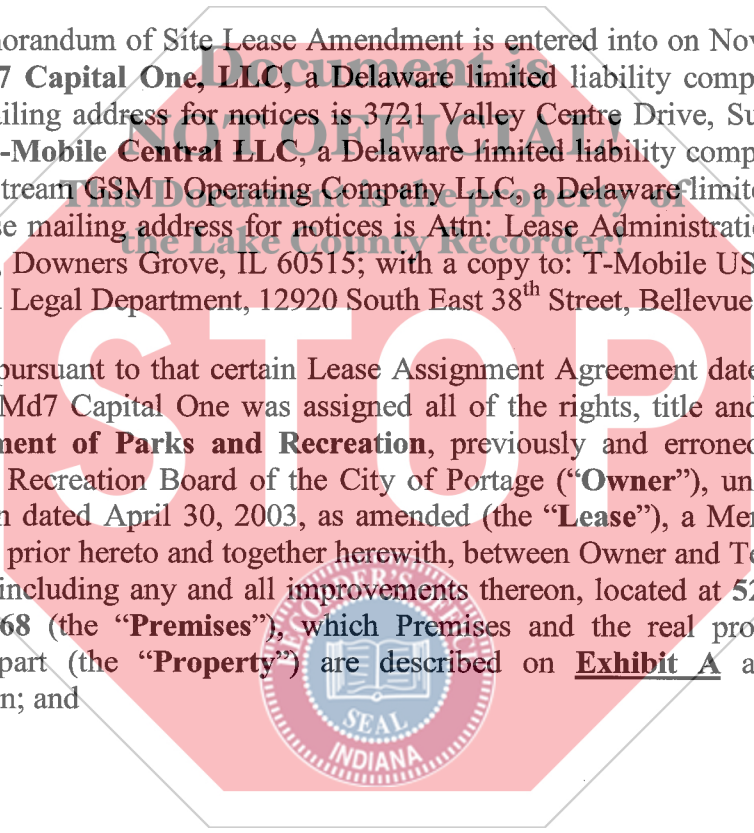 morandum of Site Lease Amendment is entered into on Nov
7 Capital One, LLC, a Delaware limited liability comp
Document is
ailing address for notices is 3721 Valley Centre Drive, Su
NOT OFFICIAL!
-Mobile Central LLC, a Delaware limited liability comp
This Document is the property of
stream GSM I Operating Company LLC, a Delaware limite
se mailing address for notices is Attn: Lease Administratio
the Lake County Recorder!
, Downers Grove, IL 60515; with a copy to: T-Mobile US
Legal Department, 12920 South East 38th Street, Bellevue
STOP
pursuant to that certain Lease Assignment Agreement date
Md7 Capital One was assigned all of the rights, title and
ment of Parks and Recreation, previously and erroned
Recreation Board of the City of Portage (“Owner”), un
n dated April 30, 2003, as amended (the “Lease”), a Mer
prior hereto and together herewith, between Owner and Te
including any and all improvements thereon, located at 52
68 (the “Premises”), which Premises and the real pro
part (the “Property”) are described on Exhibit A a
n; and
RECORDER'S OFFICE
SEAL
INDIANA